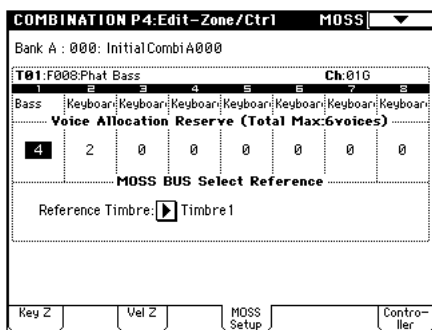 COMBINATION P4:Edit-Zone/Ctrl MOSS
Bank A : 000: InitialCombiA000
T01:F008:Phat Bass Ch:01G
1 2 3 4 5 6 7 8
Bass Keyboar Keyboar Keyboar Keyboar Keyboar Keyboar Keyboar
Voice Allocation Reserve (Total Max:6voices)
4 2 0 0 0 0 0 0
MOSS BUS Select Reference
Reference Timbre: Timbre1
Key Z Vel Z MOSS Setup Contro-ller